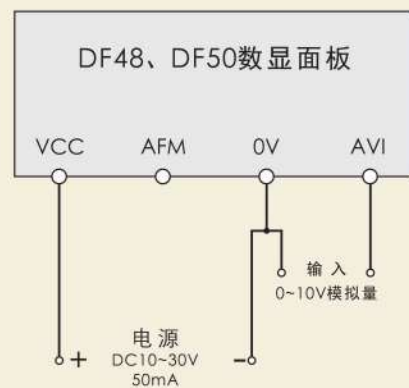 DF48、DF50数显面板
VCC AFM 0V AVI
输入
0~10V模拟量
电源
DC10~30V
50mA
+ -